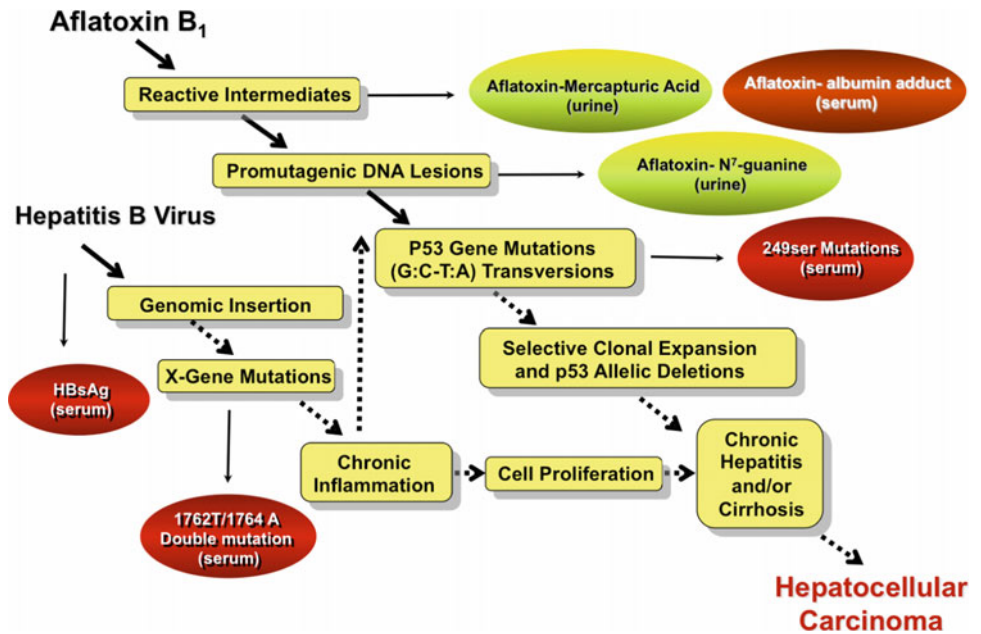 Aflatoxin B₁
Reactive Intermediates
Aflatoxin-Mercapturic Acid
(urine)
Aflatoxin- albumin adduct
(serum)
Promutagenic DNA Lesions
Aflatoxin- N⁷-guanine
(urine)
Hepatitis B Virus
P53 Gene Mutations
(G:C-T:A) Transversions
249ser Mutations
(serum)
Genomic Insertion
Selective Clonal Expansion
and p53 Allelic Deletions
X-Gene Mutations
HBsAg
(serum)
Chronic
Inflammation
Cell Proliferation
Chronic
Hepatitis
and/or
Cirrhosis
1762T/1764 A
Double mutation
(serum)
Hepatocellular
Carcinoma